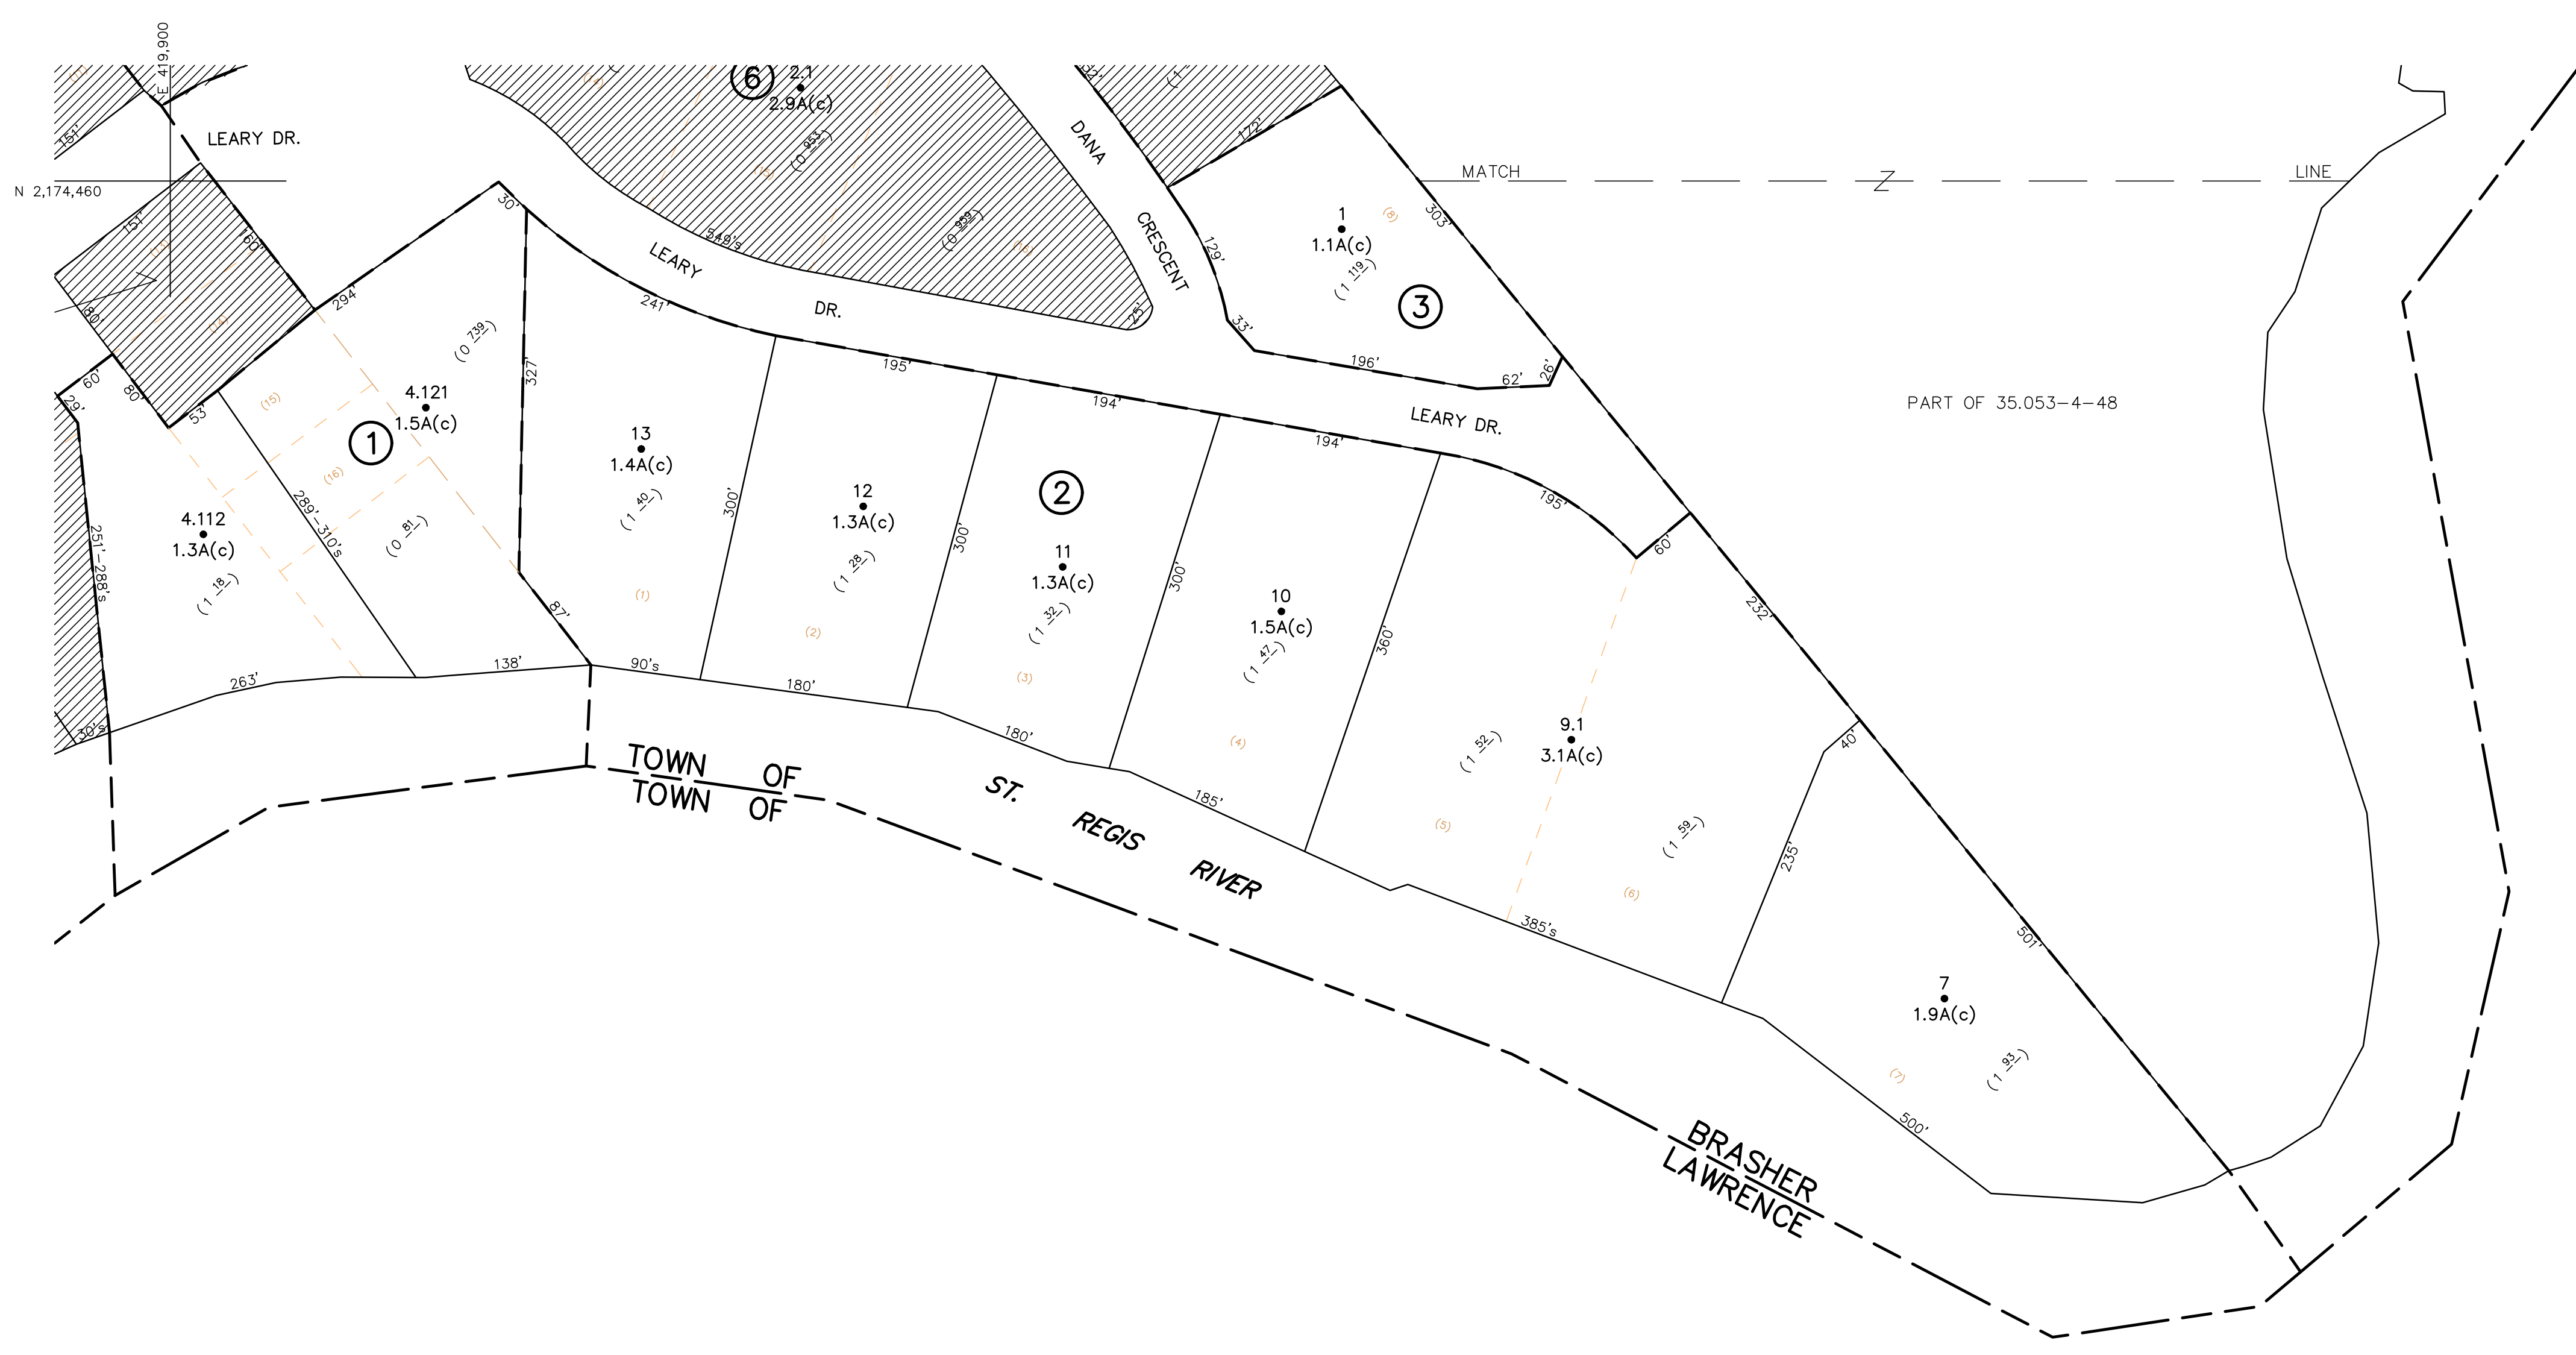 E 419,900
N 2,174,460
LEARY DR.
151'
151'
160'
80'
(14)
60'
80'
29'
53'
294'
30'
(0 739)
4.121
1.5A(c)
1
(15)
(16)
289'-310's
(0 81)
4.112
1.3A(c)
(1 18)
251'-288's
263'
138'
30's
87'
327'
6
2.1
2.9A(c)
(0 953)
(15)
(0 959)
(16)
549's
25'
LEARY
DR.
DANA
CRESCENT
172'
129'
33'
1
1.1A(c)
(1 119)
(8)
3
303'
196'
62'
26'
LEARY DR.
MATCH
LINE
Z
PART OF 35.053-4-48
241'
13
1.4A(c)
(1 40)
(1)
300'
90's
195'
12
1.3A(c)
(1 28)
(2)
300'
180'
194'
2
11
1.3A(c)
(1 32)
(3)
300'
180'
194'
10
1.5A(c)
(1 47)
(4)
360'
185'
195'
60'
232'
(1 52)
9.1
3.1A(c)
(5)
(1 59)
(6)
385's
40'
235'
501'
7
1.9A(c)
(1 93)
(7)
500'
TOWN OF
TOWN OF
ST. REGIS RIVER
BRASHER
LAWRENCE